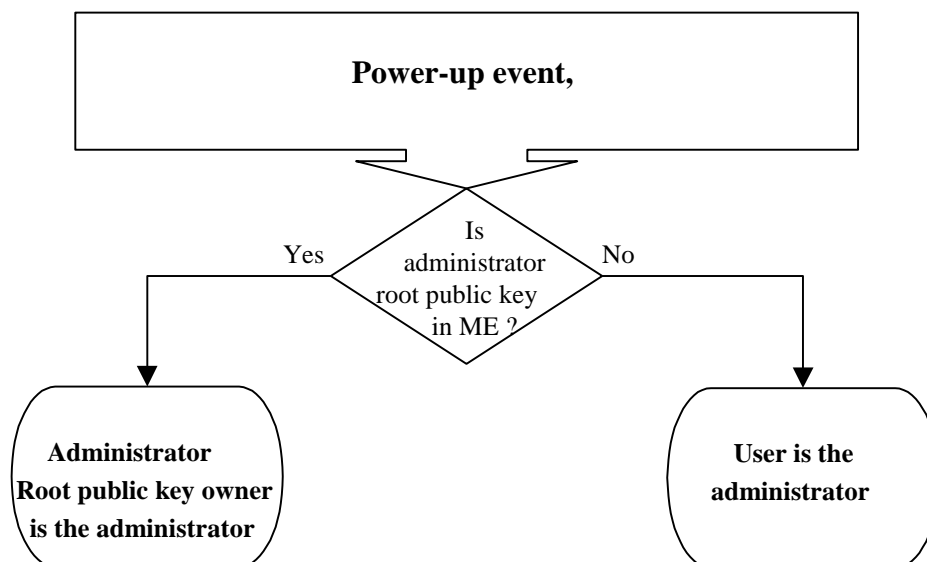 Power-up event,
Is
administrator
root public key
in ME ?
Yes
No
Administrator
Root public key owner
is the administrator
User is the
administrator